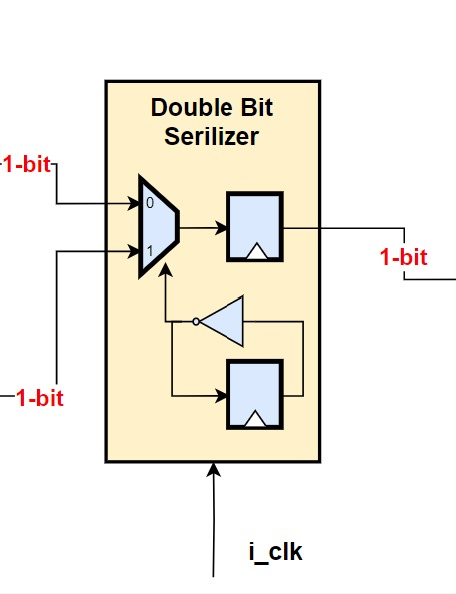 Double Bit
Serilizer
1-bit
0
1
1-bit
1-bit
i_clk